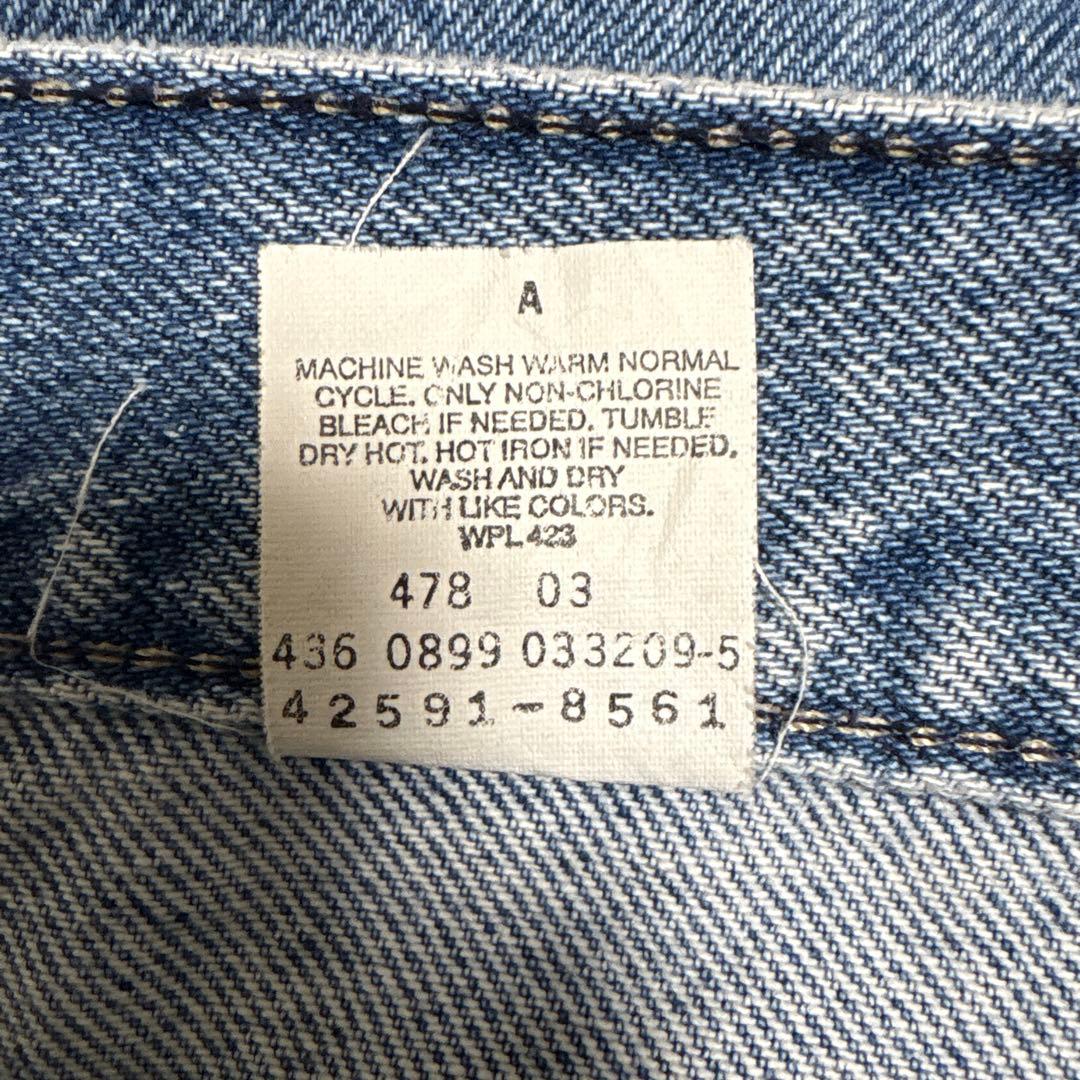 A
MACHINE WASH WARM NORMAL
CYCLE. ONLY NON-CHLORINE
BLEACH IF NEEDED. TUMBLE
DRY HOT. HOT IRON IF NEEDED.
WASH AND DRY
WITH LIKE COLORS.
WPL 423
478 03
436 0899 033209-5
42591-8561